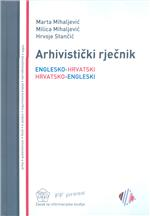 Marta Mihaljević
Milica Mihaljević
Hrvoje Stančić
Arhivistički rječnik
ENGLESKO-HRVATSKI
HRVATSKO-ENGLESKI
FF press
Zavod za informacijske studije